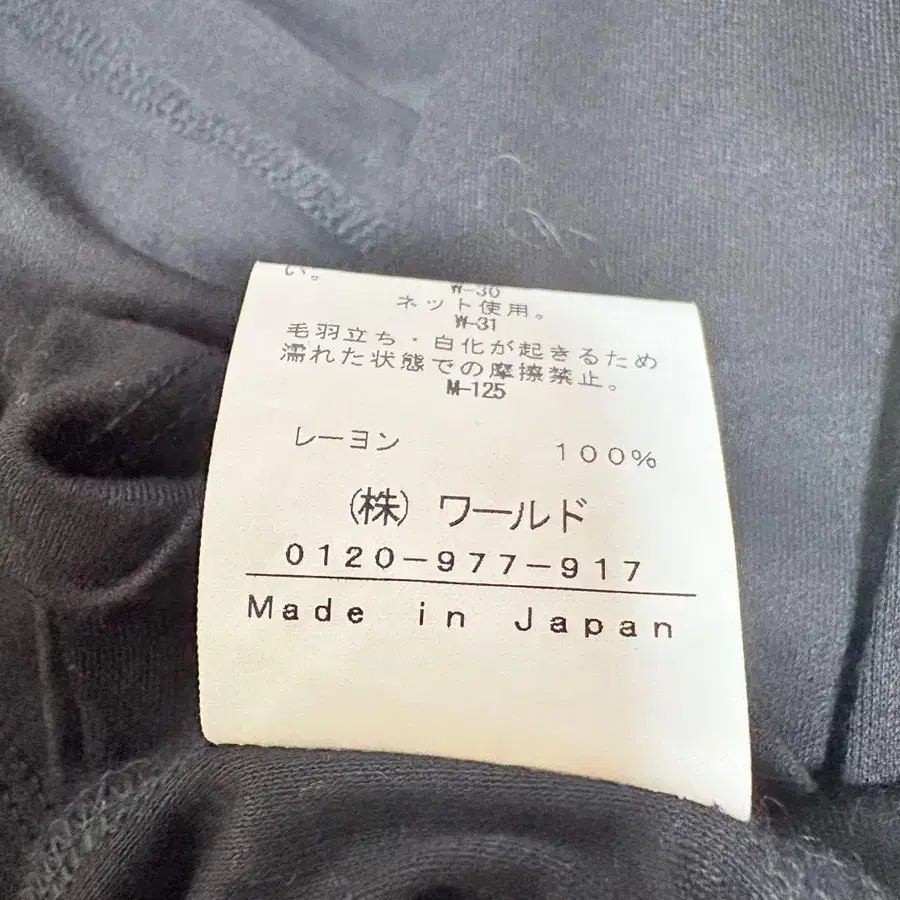 い。
W-30
ネット使用。
W-31
毛羽立ち・白化が起きるため
濡れた状態での摩擦禁止。
M-125
レーヨン 100%
(株) ワールド
0120-977-917
Made in Japan